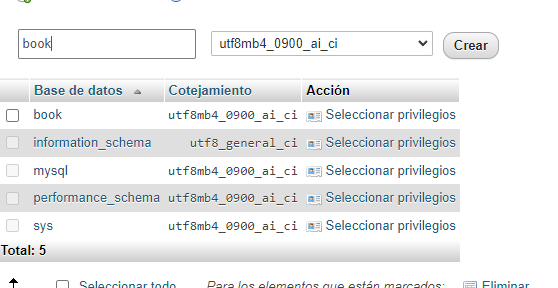 book utf8mb4_0900_ai_ci Crear
Base de datos Cotejamiento Acción
book utf8mb4_0900_ai_ci Seleccionar privilegios
information_schema utf8_general_ci Seleccionar privilegios
mysql utf8mb4_0900_ai_ci Seleccionar privilegios
performance_schema utf8mb4_0900_ai_ci Seleccionar privilegios
sys utf8mb4_0900_ai_ci Seleccionar privilegios
Total: 5
Seleccionar todo Para los elementos que están marcados: Eliminar